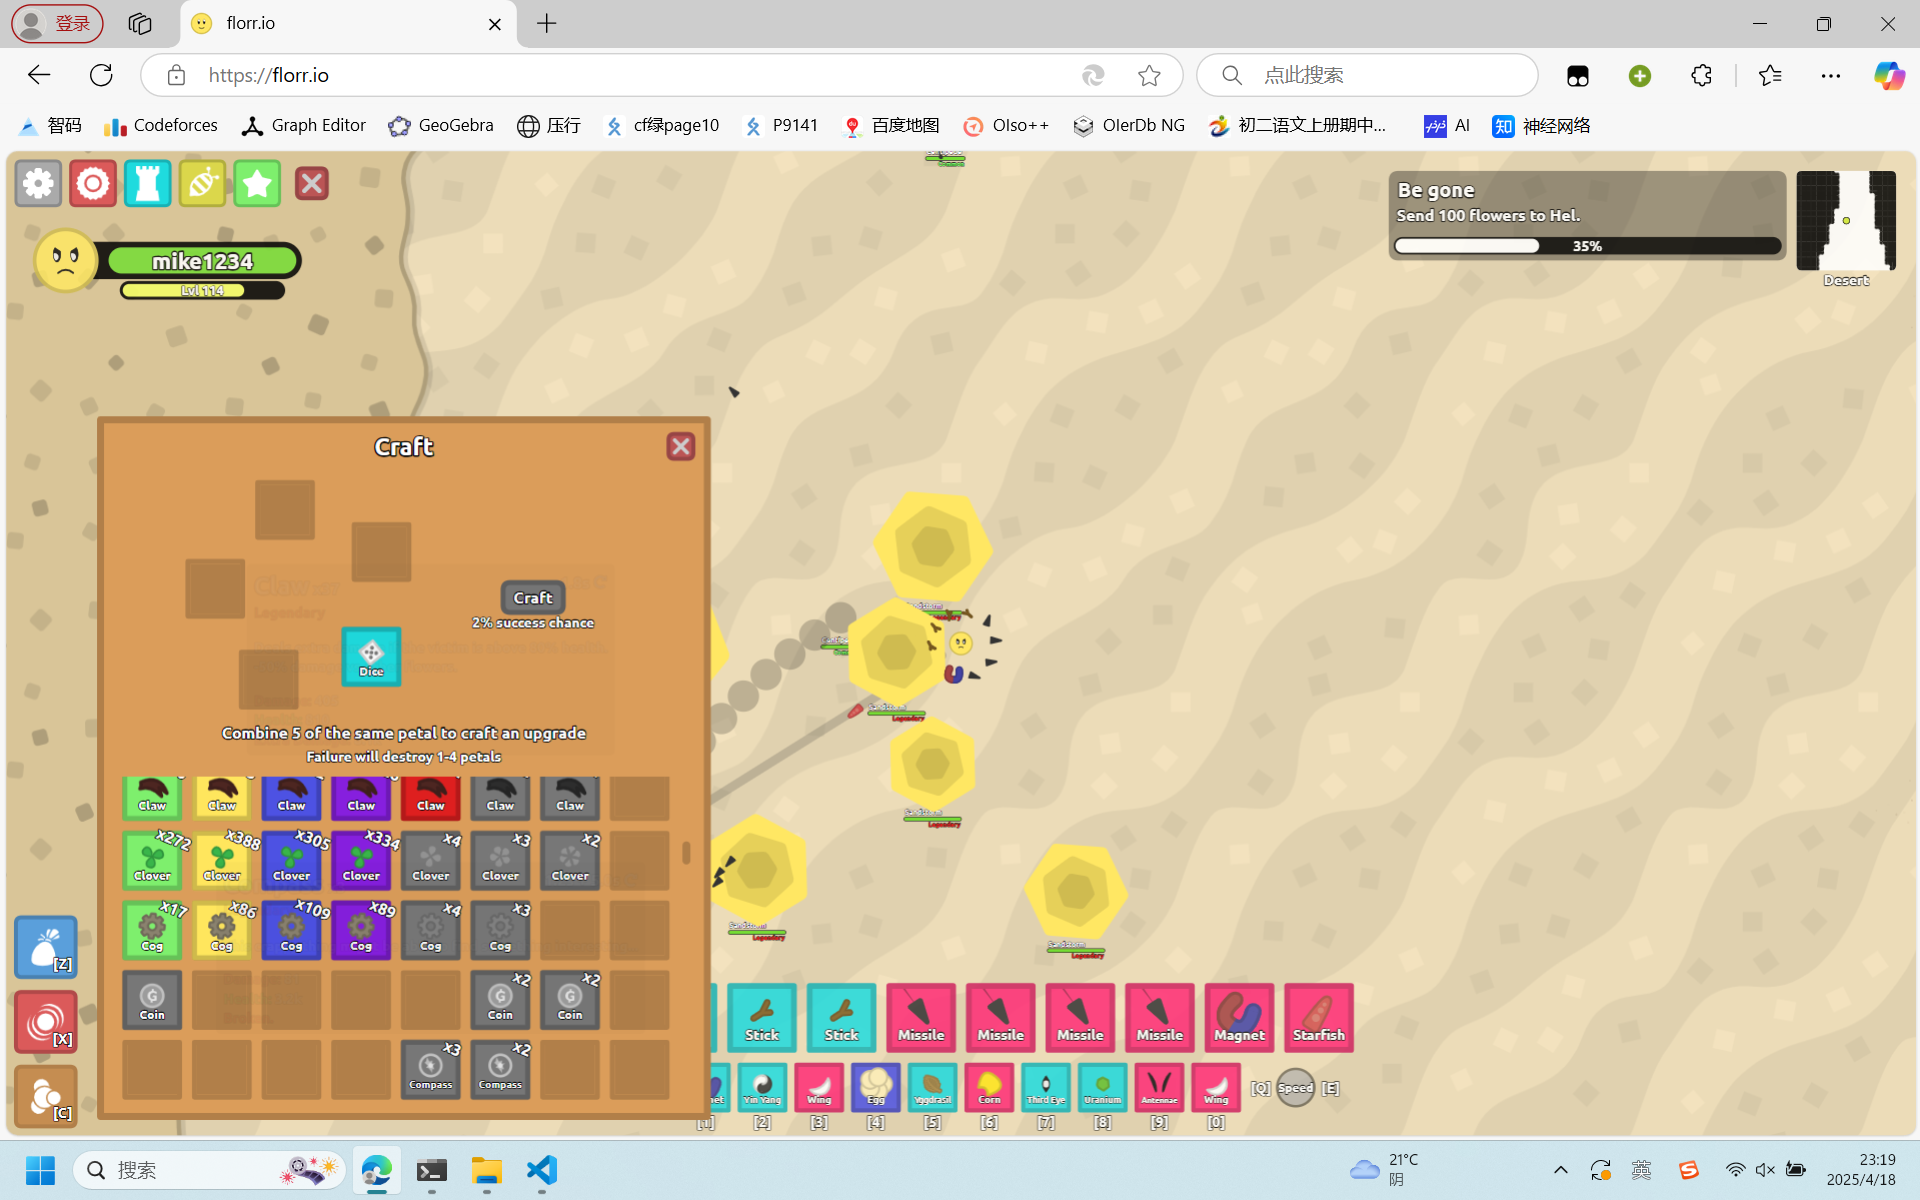 登录
florr.io
https://florr.io
点此搜索
智码
Codeforces
Graph Editor
GeoGebra
压行
cf绿page10
P9141
百度地图
OIso++
OIerDb NG
初二语文上册期中...
AI
神经网络
mike1234
Lvl 114
Be gone
Send 100 flowers to Hel.
35%
Desert
Craft
Craft
2% success chance
Dice
Combine 5 of the same petal to craft an upgrade
Failure will destroy 1-4 petals
Claw Claw Claw Claw Claw Claw Claw
x272 x388 x305 x334 x4 x3 x2
Clover Clover Clover Clover Clover Clover Clover
x17 x86 x109 x89 x4 x3
Cog Cog Cog Cog Cog Cog
x2 x2
Coin Coin Coin
x3 x2
Compass Compass
[Z]
[X]
[C]
Sandstorm
Legendary
Sandstorm
Legendary
Sandstorm
Legendary
Sandstorm
Legendary
Stick Stick Missile Missile Missile Missile Magnet Starfish
Yin Yang Wing Egg Yggdrasil Corn Third Eye Uranium Antennae Wing
[Q] Speed [E]
[1] [2] [3] [4] [5] [6] [7] [8] [9] [0]
搜索
21°C
阴
英
23:19
2025/4/18